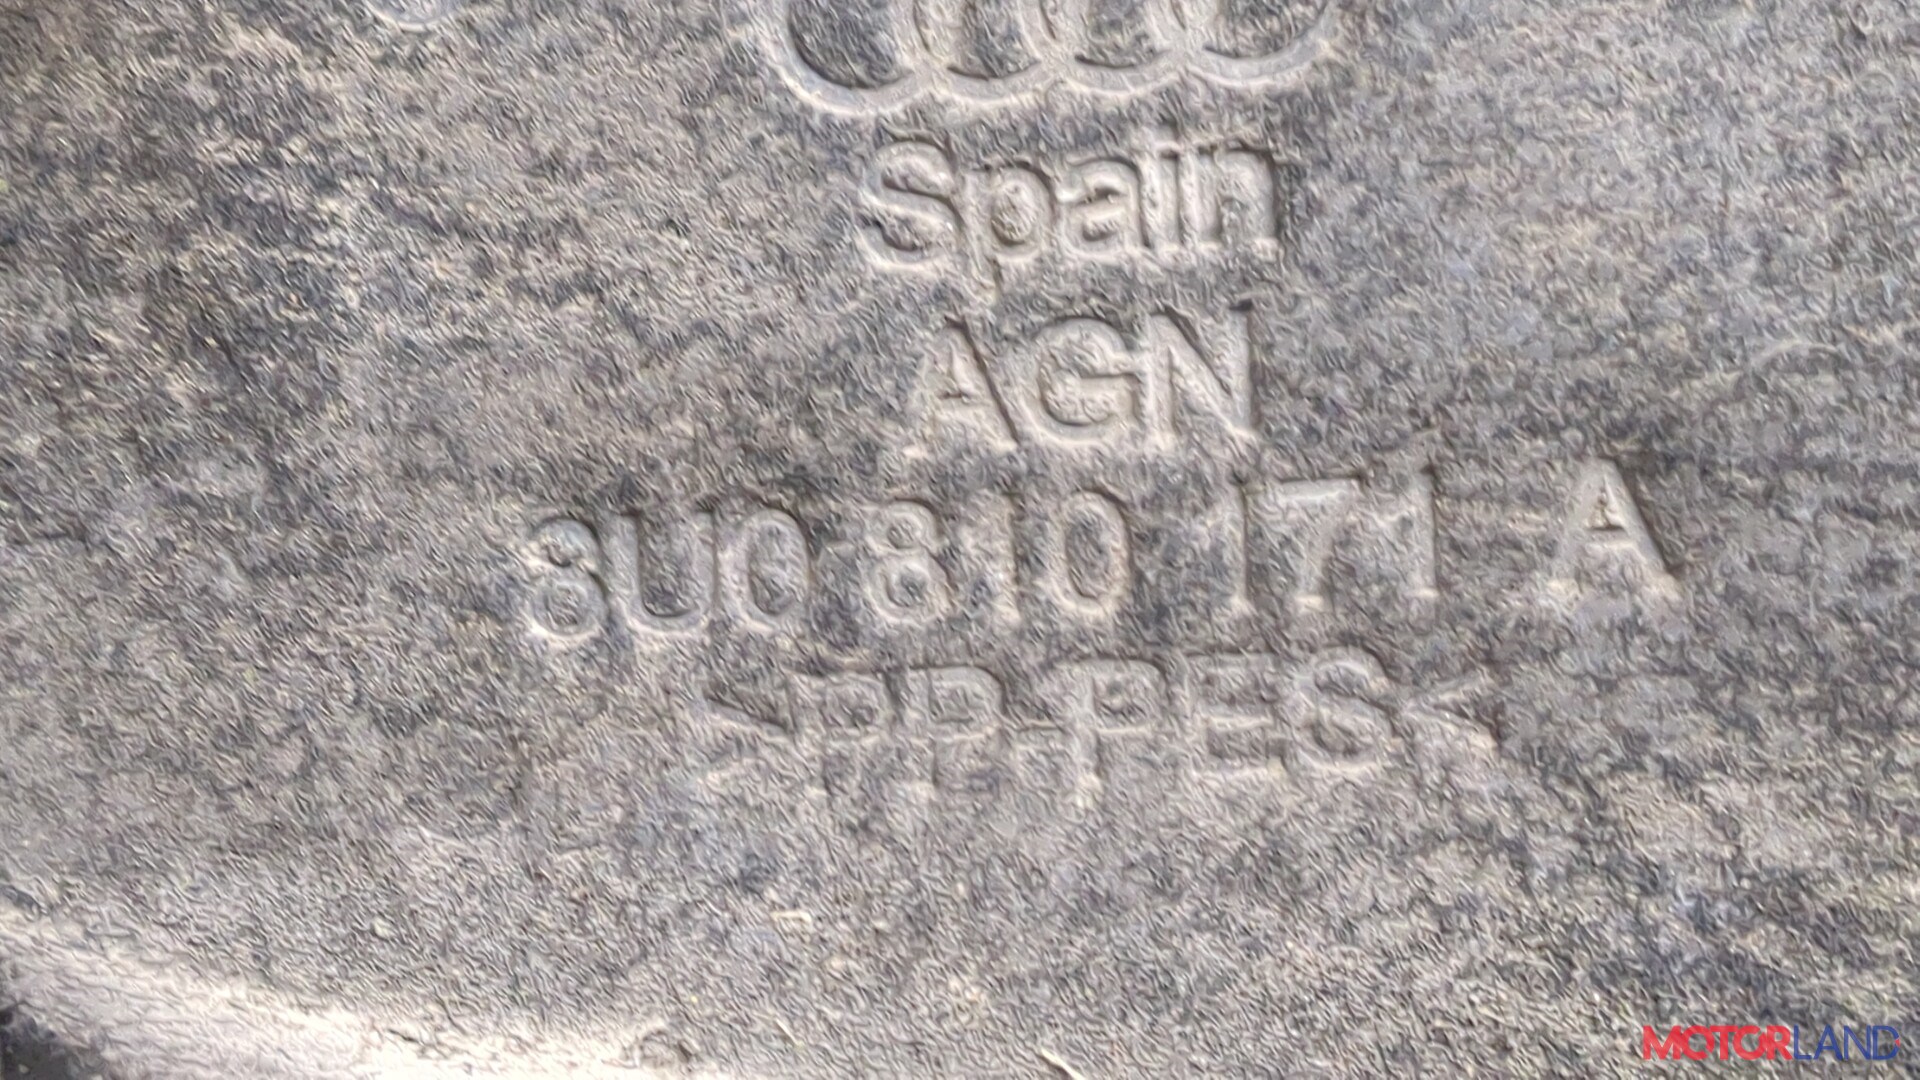 Spain
AGN
8U0 810 171 A
<PP-PES<
MOTORLAND